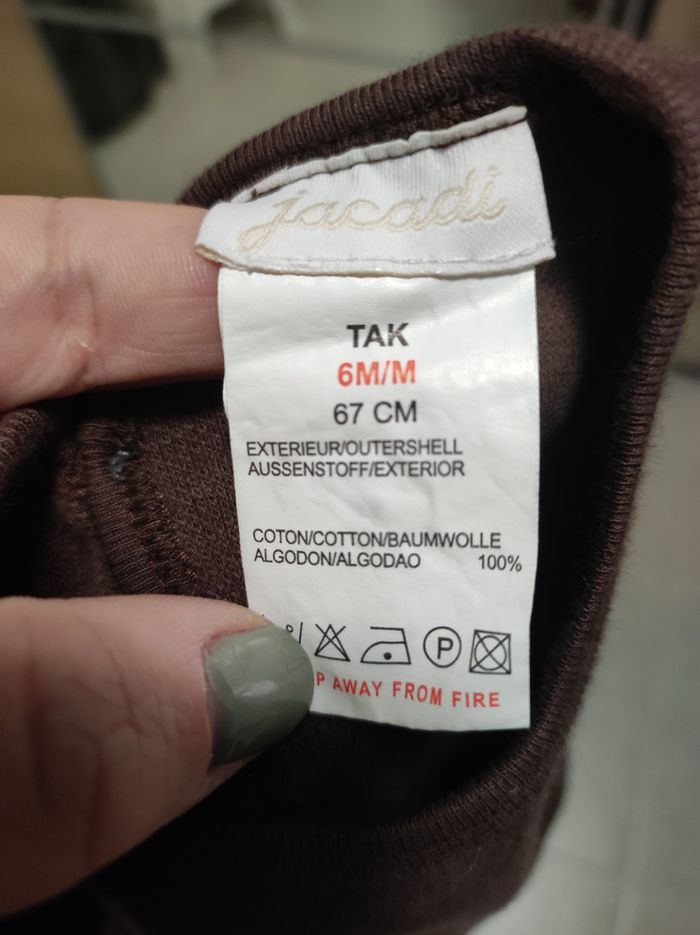 jacadi
TAK
6M/M
67 CM
EXTERIEUR/OUTERSHELL
AUSSENSTOFF/EXTERIOR
COTON/COTTON/BAUMWOLLE
ALGODON/ALGODAO 100%
P
P AWAY FROM FIRE